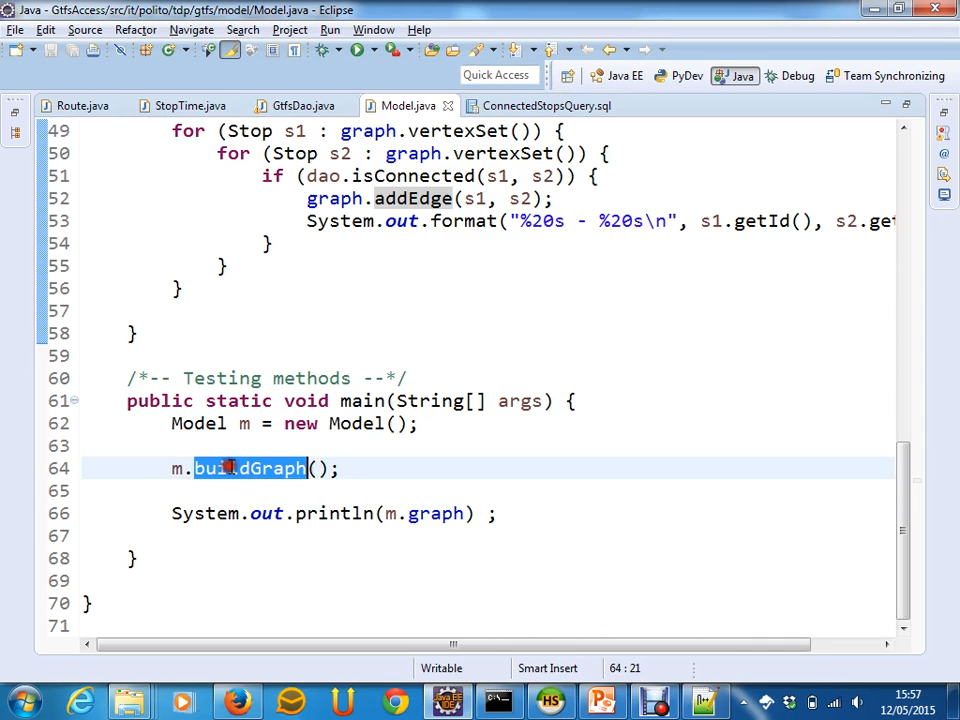 Java - GtfsAccess/src/it/polito/tdp/gtfs/model/Model.java - Eclipse
File Edit Source Refactor Navigate Search Project Run Window Help
Quick Access Java EE PyDev Java Debug Team Synchronizing
Route.java StopTime.java GtfsDao.java Model.java ConnectedStopsQuery.sql
49 for (Stop s1 : graph.vertexSet()) {
50 for (Stop s2 : graph.vertexSet()) {
51 if (dao.isConnected(s1, s2)) {
52 graph.addEdge(s1, s2);
53 System.out.format("%20s - %20s\n", s1.getId(), s2.get
54 }
55 }
56 }
57
58 }
59
60 /*-- Testing methods --*/
61 public static void main(String[] args) {
62 Model m = new Model();
63
64 m.buildGraph();
65
66 System.out.println(m.graph) ;
67
68 }
69
70 }
71
Writable Smart Insert 64 : 21
Java EE IDE HS
15:57
12/05/2015